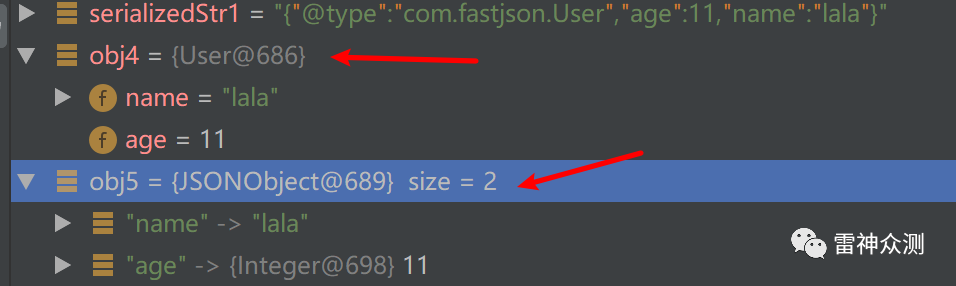 serializedStr1 = "{"@type":"com.fastjson.User","age":11,"name":"lala"}"
obj4 = {User@686}
f name = "lala"
f age = 11
obj5 = {JSONObject@689} size = 2
"name" -> "lala"
"age" -> {Integer@698} 11
雷神众测